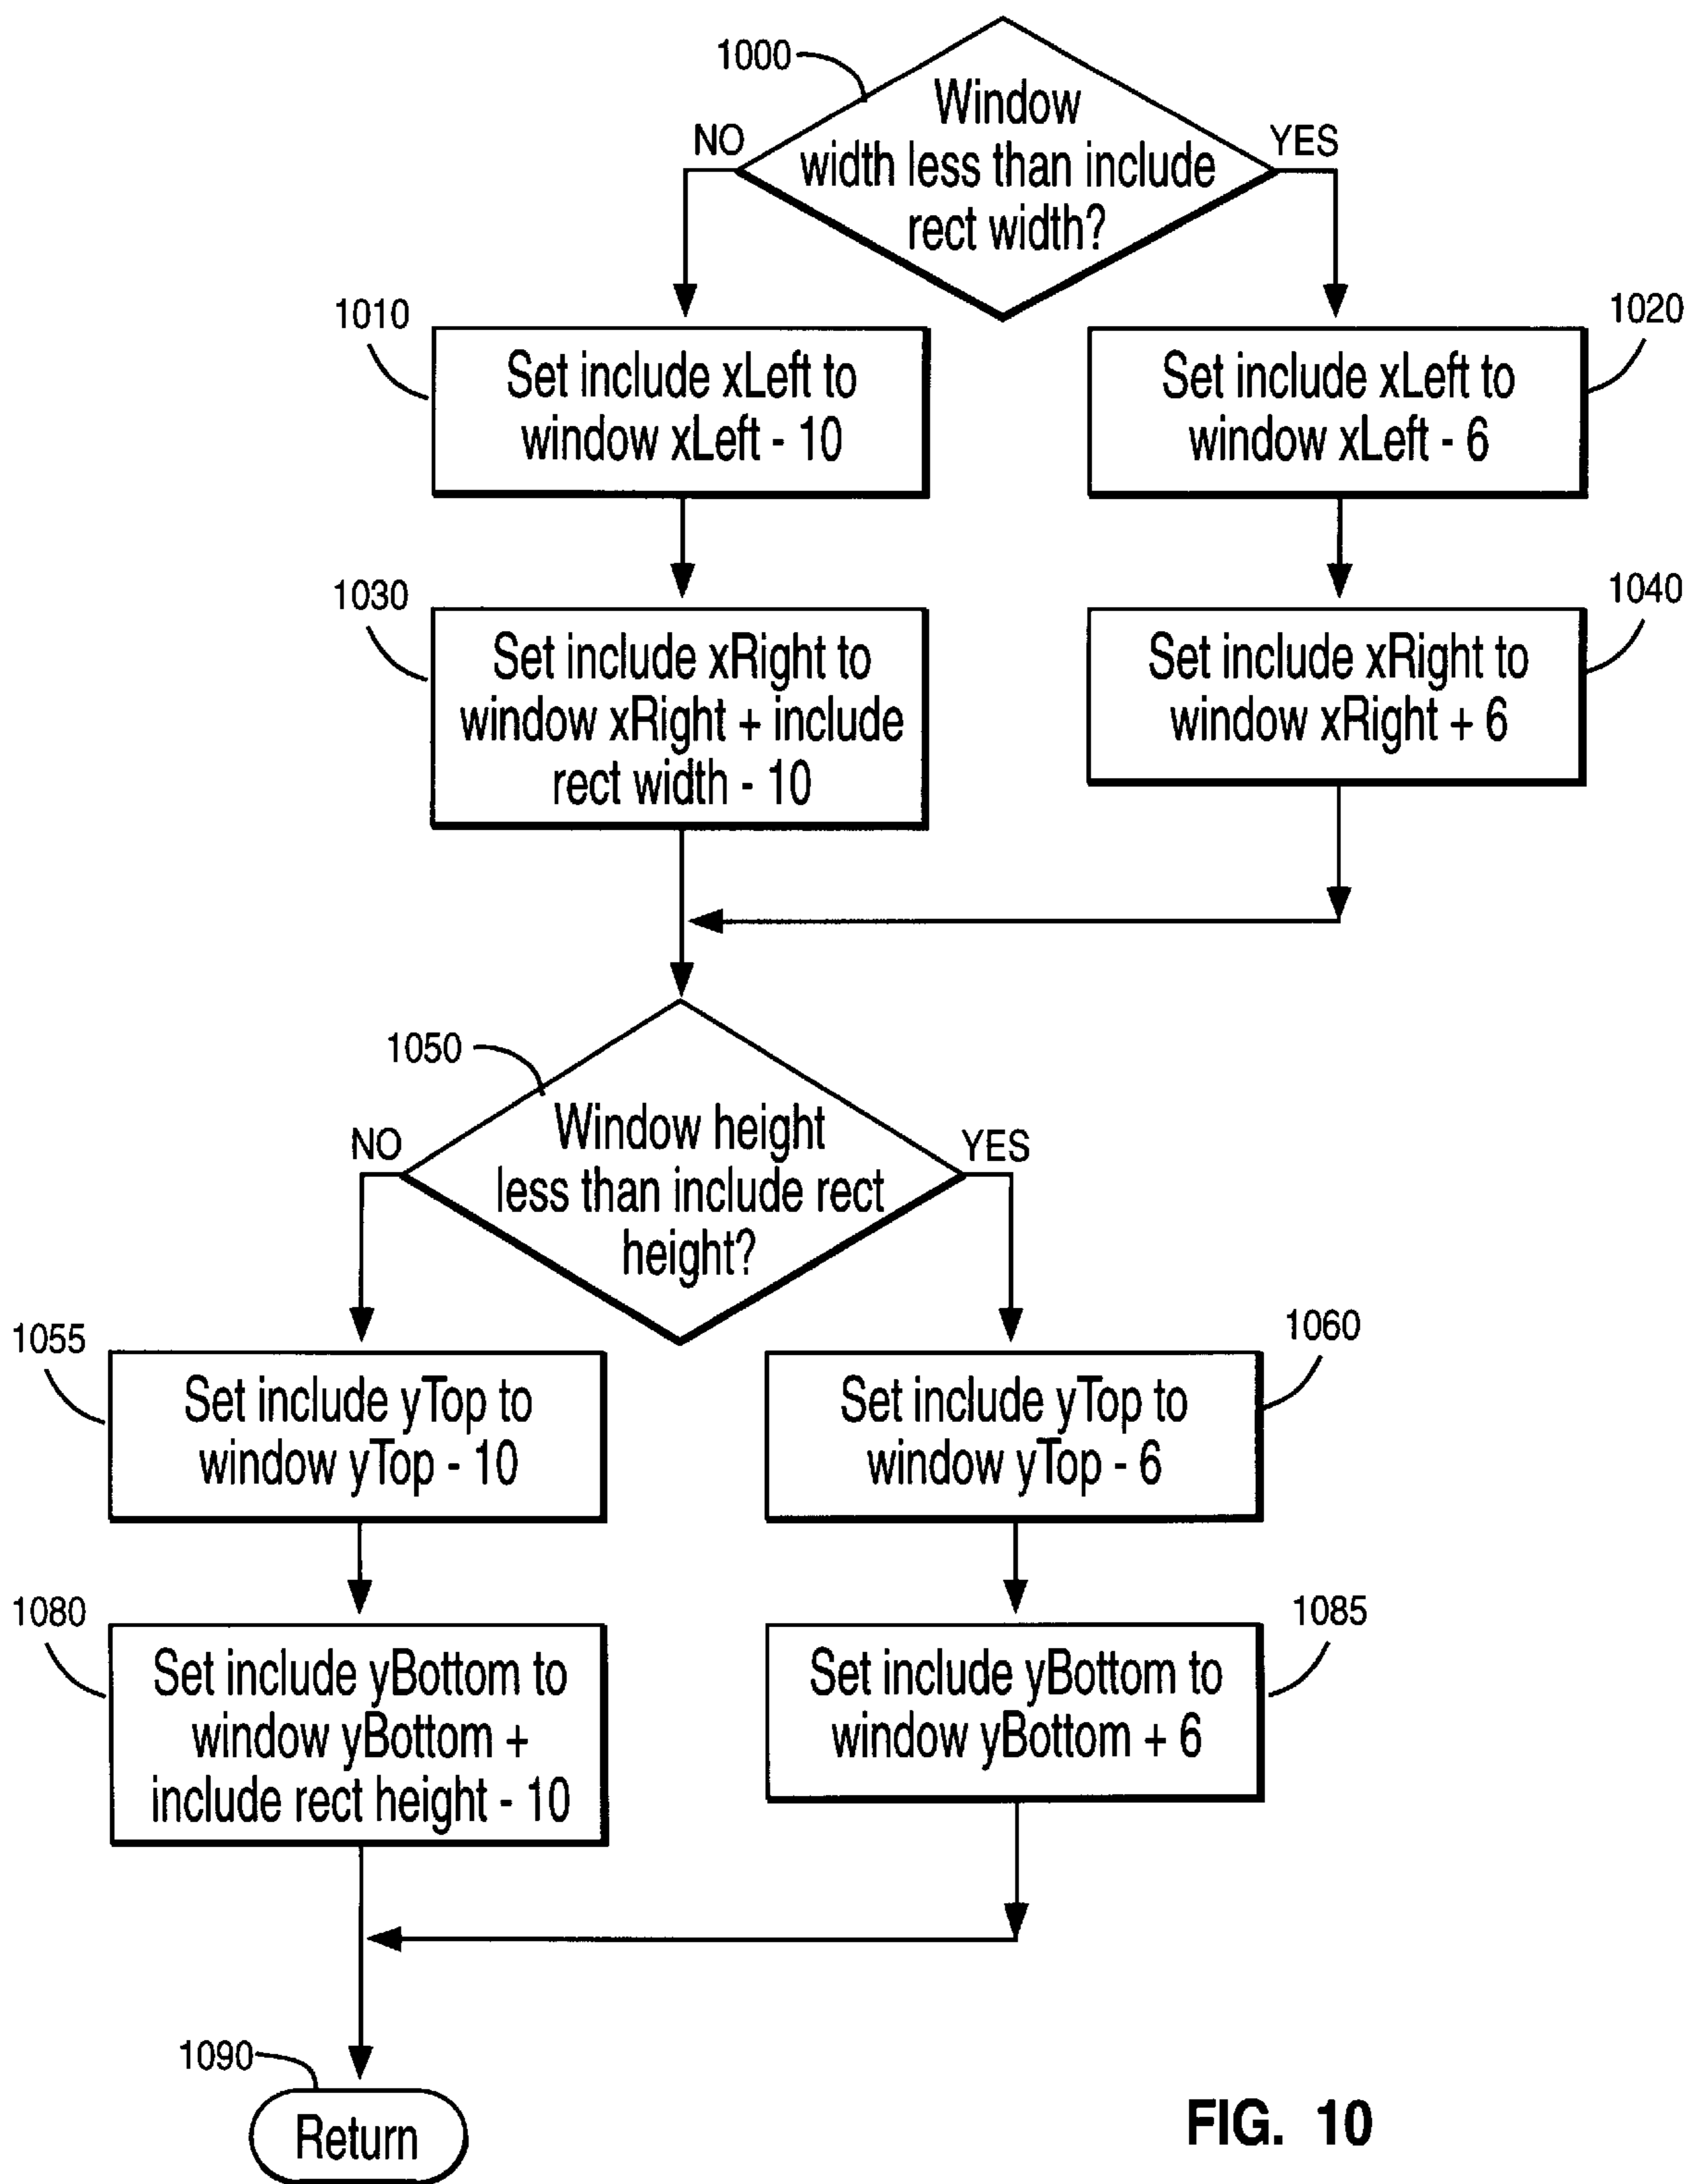 1000
Window
width less than include
rect width?
NO
YES
1010
Set include xLeft to
window xLeft - 10
1020
Set include xLeft to
window xLeft - 6
1030
Set include xRight to
window xRight + include
rect width - 10
1040
Set include xRight to
window xRight + 6
1050
Window height
less than include rect
height?
NO
YES
1055
Set include yTop to
window yTop - 10
1060
Set include yTop to
window yTop - 6
1080
Set include yBottom to
window yBottom +
include rect height - 10
1085
Set include yBottom to
window yBottom + 6
1090
Return
FIG. 10